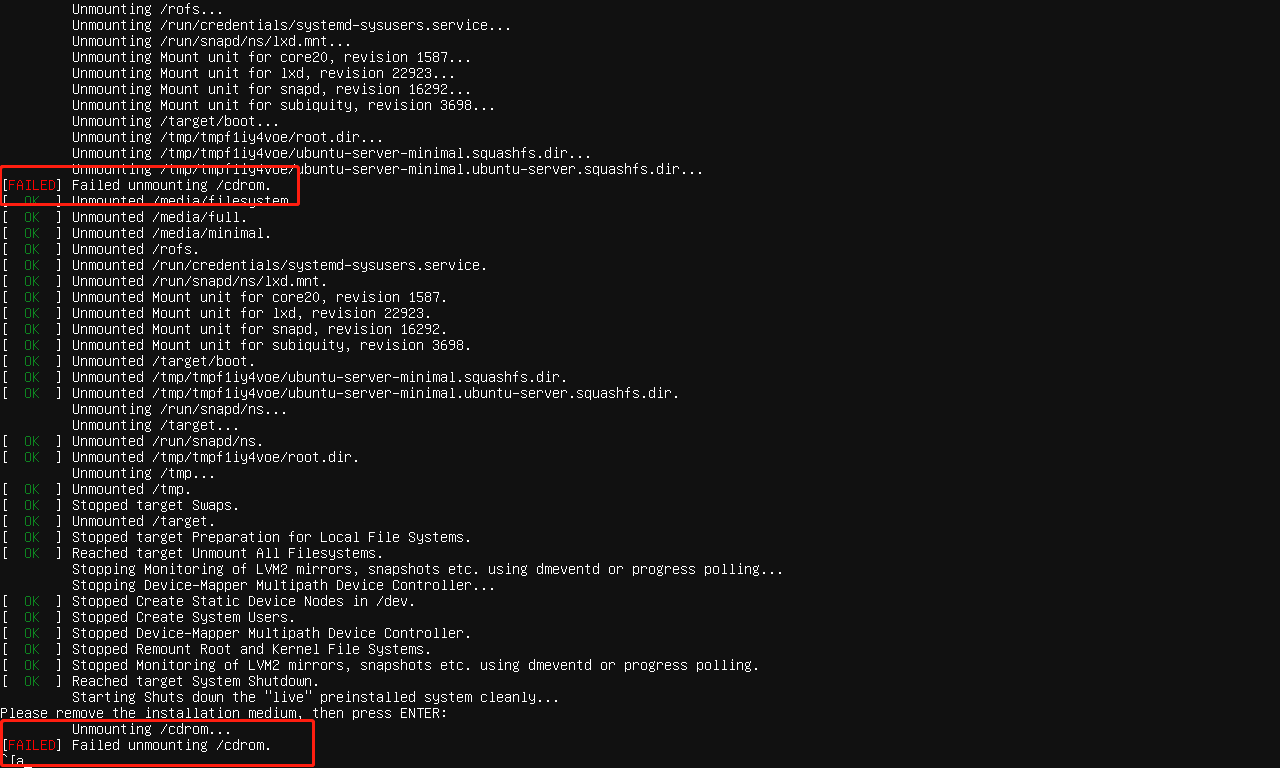 Unmounting /rofs...
Unmounting /run/credentials/systemd-sysusers.service...
Unmounting /run/snapd/ns/lxd.mnt...
Unmounting Mount unit for core20, revision 1587...
Unmounting Mount unit for lxd, revision 22923...
Unmounting Mount unit for snapd, revision 16292...
Unmounting Mount unit for subiquity, revision 3698...
Unmounting /target/boot...
Unmounting /tmp/tmpf1iy4voe/root.dir...
Unmounting /tmp/tmpf1iy4voe/ubuntu-server-minimal.squashfs.dir...
Unmounting /tmp/tmpf1iy4voe/ubuntu-server-minimal.ubuntu-server.squashfs.dir...
[FAILED] Failed unmounting /cdrom.
[  OK  ] Unmounted /media/filesystem.
[  OK  ] Unmounted /media/full.
[  OK  ] Unmounted /media/minimal.
[  OK  ] Unmounted /rofs.
[  OK  ] Unmounted /run/credentials/systemd-sysusers.service.
[  OK  ] Unmounted /run/snapd/ns/lxd.mnt.
[  OK  ] Unmounted Mount unit for core20, revision 1587.
[  OK  ] Unmounted Mount unit for lxd, revision 22923.
[  OK  ] Unmounted Mount unit for snapd, revision 16292.
[  OK  ] Unmounted Mount unit for subiquity, revision 3698.
[  OK  ] Unmounted /target/boot.
[  OK  ] Unmounted /tmp/tmpf1iy4voe/ubuntu-server-minimal.squashfs.dir.
[  OK  ] Unmounted /tmp/tmpf1iy4voe/ubuntu-server-minimal.ubuntu-server.squashfs.dir.
Unmounting /run/snapd/ns...
Unmounting /target...
[  OK  ] Unmounted /run/snapd/ns.
[  OK  ] Unmounted /tmp/tmpf1iy4voe/root.dir.
Unmounting /tmp...
[  OK  ] Unmounted /tmp.
[  OK  ] Stopped target Swaps.
[  OK  ] Unmounted /target.
[  OK  ] Stopped target Preparation for Local File Systems.
[  OK  ] Reached target Unmount All Filesystems.
Stopping Monitoring of LVM2 mirrors, snapshots etc. using dmeventd or progress polling...
Stopping Device-Mapper Multipath Device Controller...
[  OK  ] Stopped Create Static Device Nodes in /dev.
[  OK  ] Stopped Create System Users.
[  OK  ] Stopped Device-Mapper Multipath Device Controller.
[  OK  ] Stopped Remount Root and Kernel File Systems.
[  OK  ] Stopped Monitoring of LVM2 mirrors, snapshots etc. using dmeventd or progress polling.
[  OK  ] Reached target System Shutdown.
Starting Shuts down the "live" preinstalled system cleanly...
Please remove the installation medium, then press ENTER:
Unmounting /cdrom...
[FAILED] Failed unmounting /cdrom.
^[a_